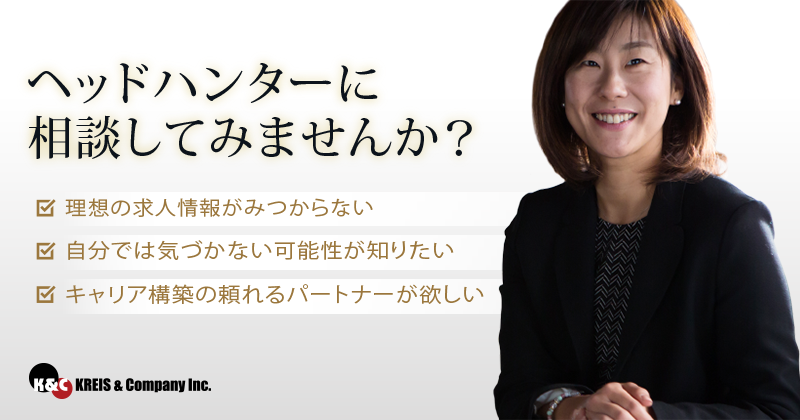 ヘッドハンターに
相談してみませんか？
理想の求人情報がみつからない
自分では気づかない可能性が知りたい
キャリア構築の頼れるパートナーが欲しい
K&C KREIS & Company Inc.